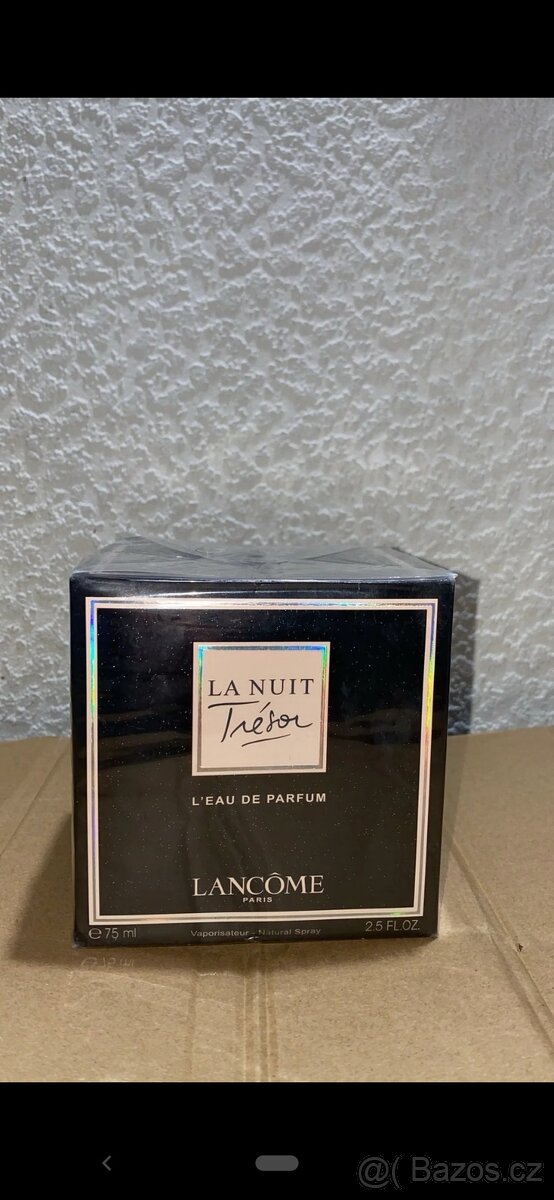 LA NUIT
Trésor
L'EAU DE PARFUM
LANCÔME
PARIS
℮ 75 ml
Vaporisateur - Natural Spray
2.5 FL.OZ.
@( Bazos.cz